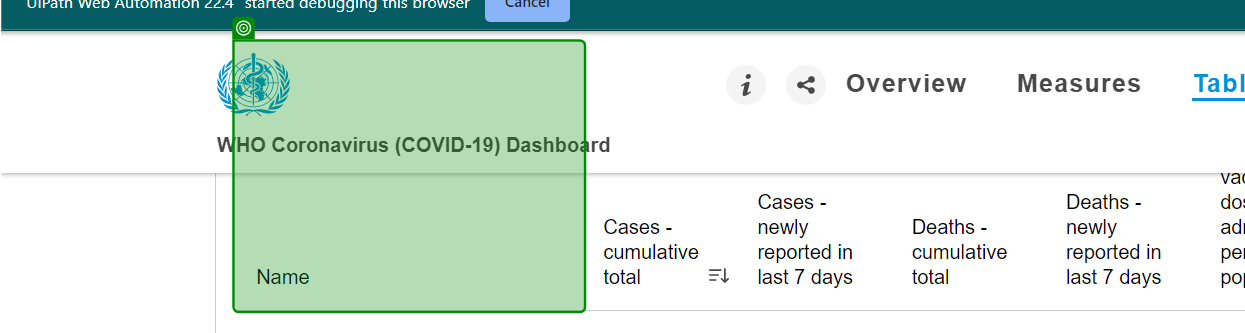 UiPath Web Automation 22.4" started debugging this browser
Cancel
i
Overview
Measures
Tabl
WHO Coronavirus (COVID-19) Dashboard
Name
Cases -
cumulative
total
Cases -
newly
reported in
last 7 days
Deaths -
cumulative
total
Deaths -
newly
reported in
last 7 days
vac
dos
adr
per
pop